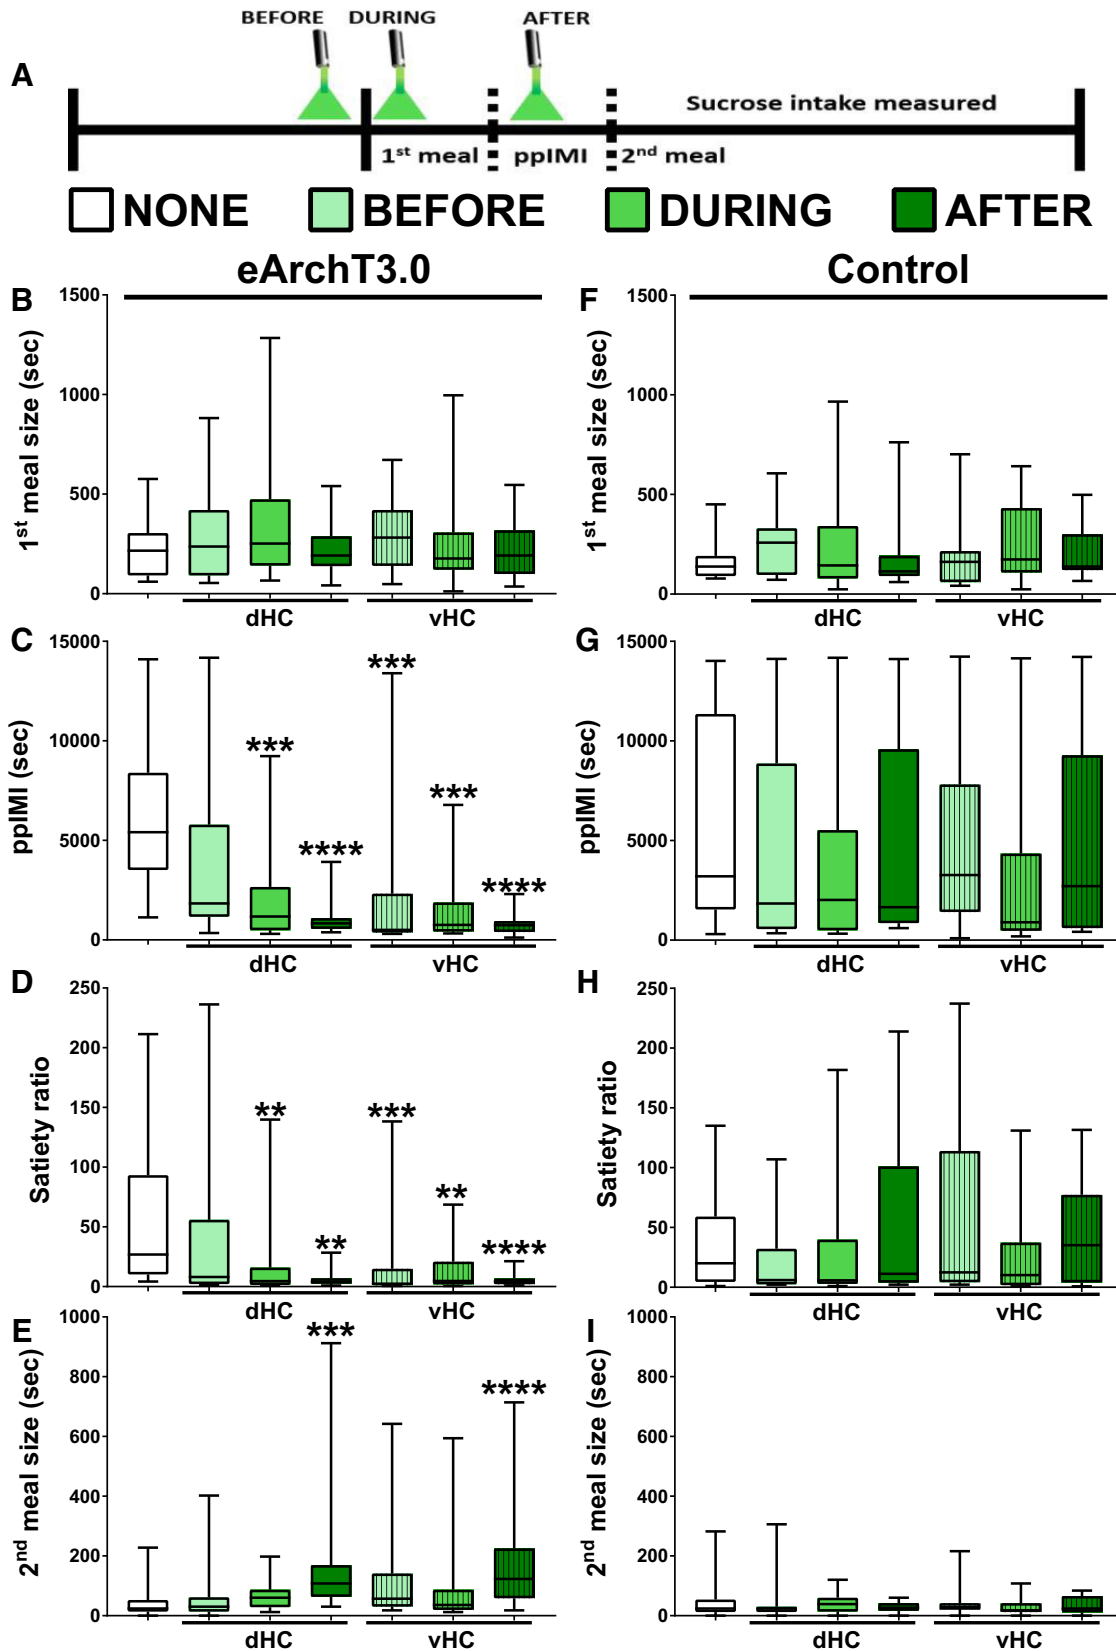 BEFORE DURING AFTER
A
Sucrose intake measured
1st meal ppIMI 2nd meal
NONE BEFORE DURING AFTER
eArchT3.0 Control
B
1st meal size (sec)
1500
1000
500
0
dHC vHC
F
1st meal size (sec)
1500
1000
500
0
dHC vHC
C
ppIMI (sec)
15000
10000
5000
0
*** **** *** *** ****
dHC vHC
G
ppIMI (sec)
15000
10000
5000
0
dHC vHC
D
Satiety ratio
250
200
150
100
50
0
** ** *** ** ****
dHC vHC
H
Satiety ratio
250
200
150
100
50
0
dHC vHC
E
2nd meal size (sec)
1000
800
600
400
200
0
*** ****
dHC vHC
I
2nd meal size (sec)
1000
800
600
400
200
0
dHC vHC